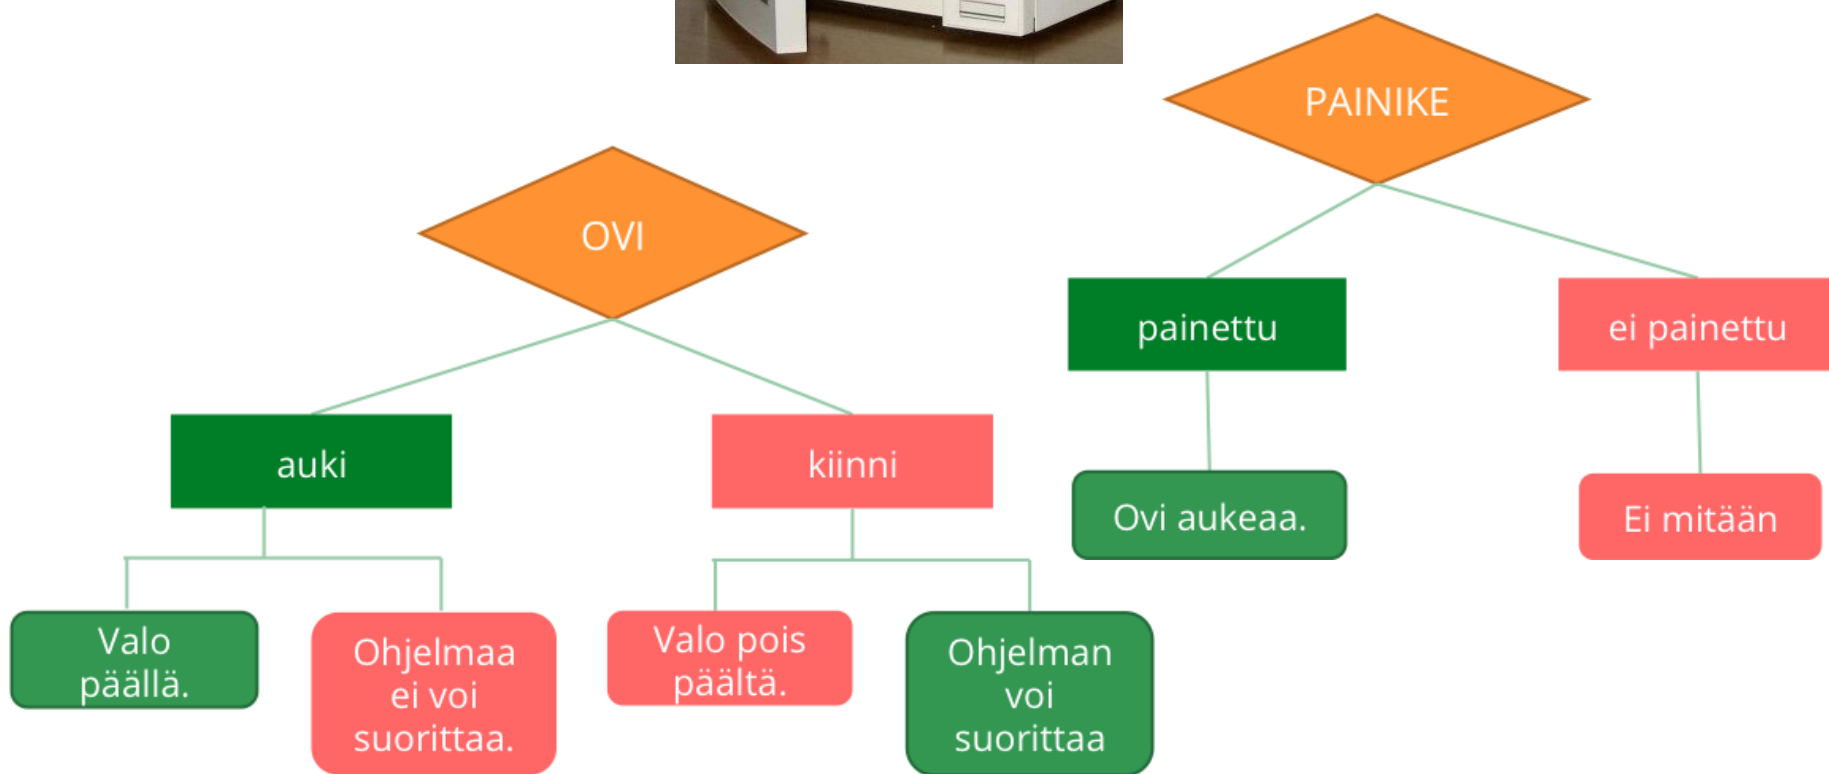 PAINIKE
OVI
painettu
ei painettu
auki
kiinni
Ovi aukeaa.
Ei mitään
Valo
päällä.
Ohjelmaa
ei voi
suorittaa.
Valo pois
päältä.
Ohjelman
voi
suorittaa